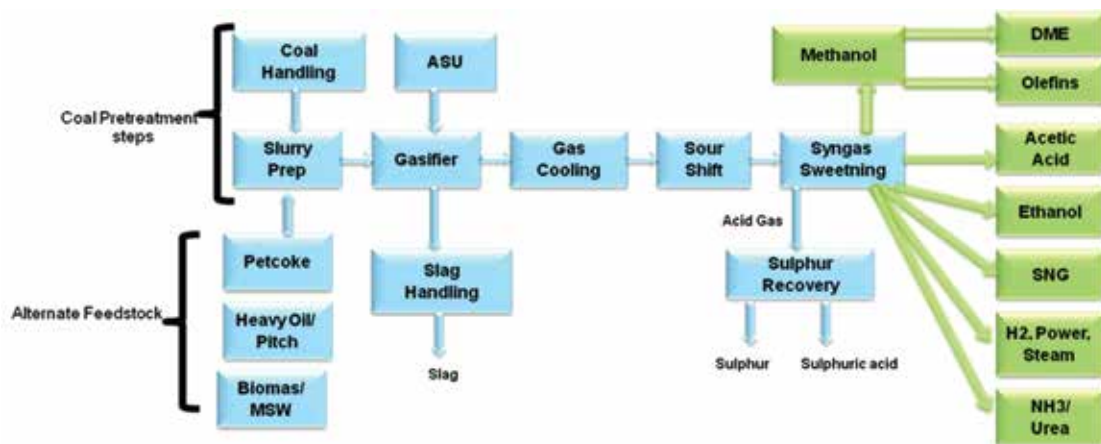 Coal
Handling
ASU
Methanol
DME
Olefins
Coal Pretreatment
steps
Slurry
Prep
Gasifier
Gas
Cooling
Sour
Shift
Syngas
Sweetning
Acetic
Acid
Ethanol
Acid Gas
Petcoke
Slag
Handling
Sulphur
Recovery
SNG
Alternate Feedstock
Heavy Oil/
Pitch
H2, Power,
Steam
Slag
Sulphur
Sulphuric acid
Biomas/
MSW
NH3/
Urea